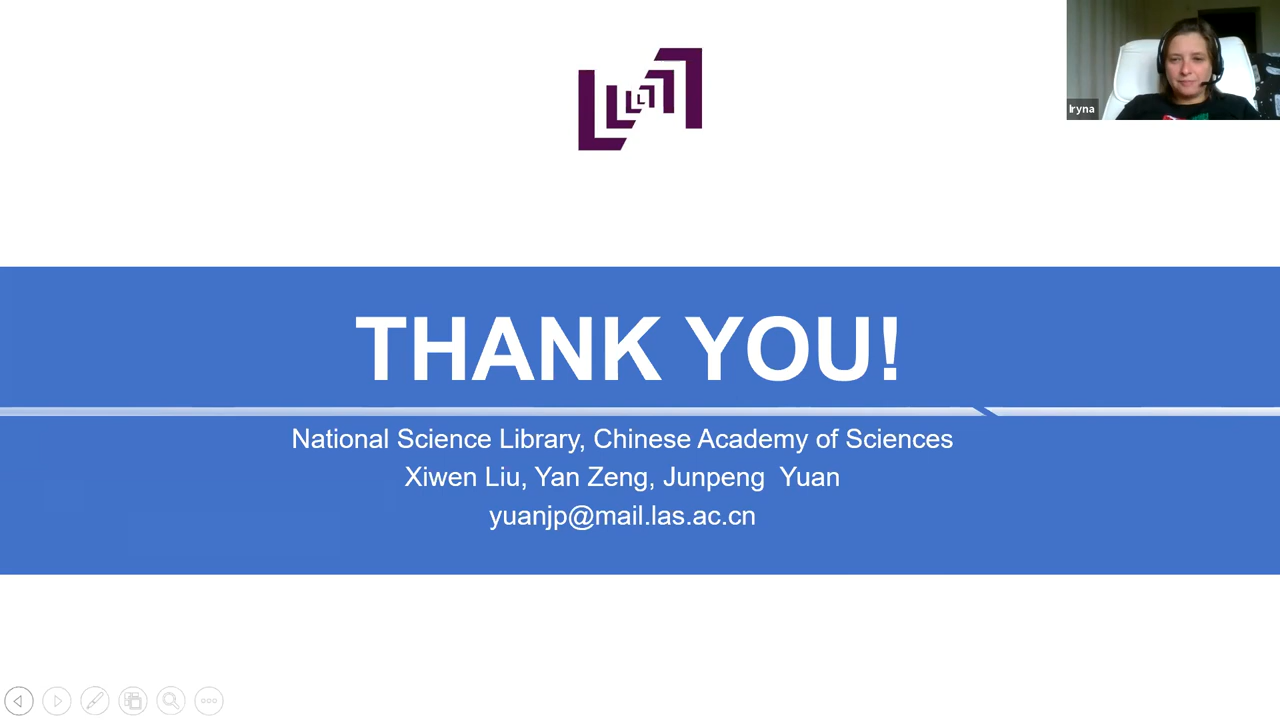 Iryna
THANK YOU!
National Science Library, Chinese Academy of Sciences
Xiwen Liu, Yan Zeng, Junpeng  Yuan
yuanjp@mail.las.ac.cn